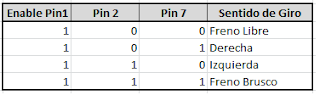 Enable Pin1 Pin 2 Pin 7 Sentido de Giro
1 0 0 Freno Libre
1 0 1 Derecha
1 1 0 Izquierda
1 1 1 Freno Brusco